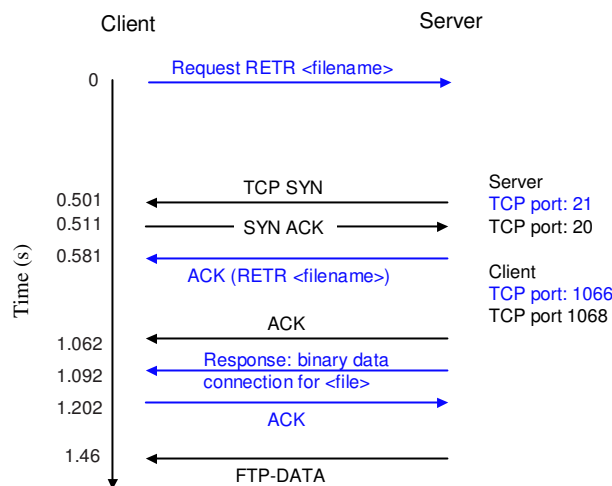 Client
Server
Request RETR <filename>
0
TCP SYN
0.501
Server
TCP port: 21
TCP port: 20
0.511
SYN ACK
0.581
ACK (RETR <filename>)
Client
TCP port: 1066
TCP port 1068
Time (s)
ACK
1.062
Response: binary data
connection for <file>
1.092
1.202
ACK
1.46
FTP-DATA